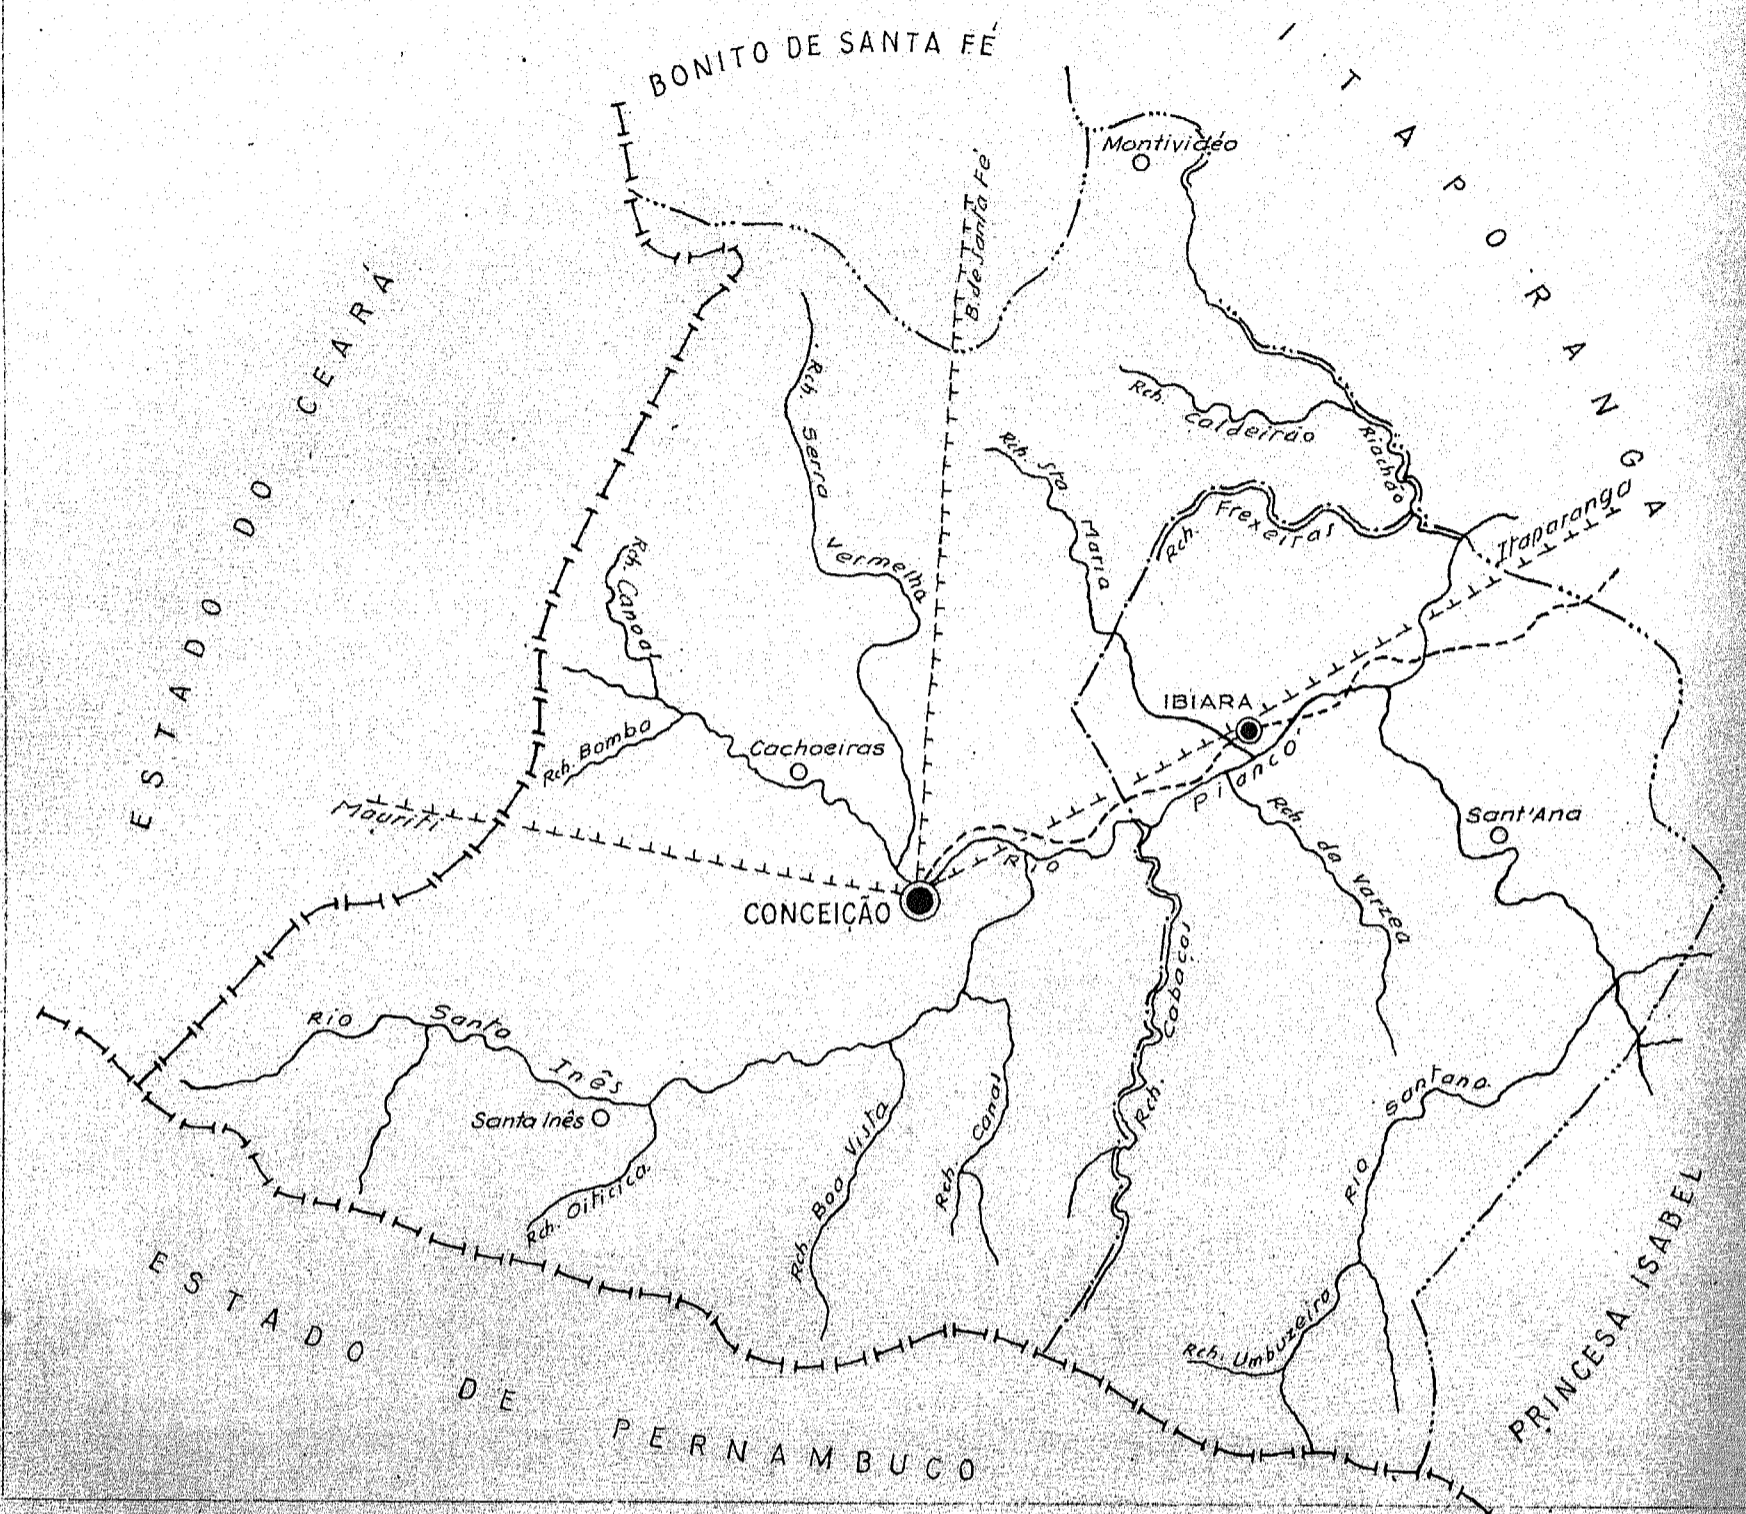 BONITO DE SANTA FÉ
ITAPORANGA
Montividéo
B. de Santa Fé
ESTADO DO CEARÁ
Rch. Serra Vermelha
Rch. Caldeirão
Riachão
Rch. Sta Maria
Rch. Frexeiras
Itaparanga
Rch. Canoas
IBIARA
Rch. Bomba
Cachoeiras
Mauriti
Rio Piancó
Rch. da Varzea
Sant'Ana
CONCEIÇÃO
Rch. Cabaços
Rio Santa Inês
Santa Inês
Rch. Oiticica
Rch. Boa Vista
Rch. Canal
Rio Santana
Rch. Umbuzeiro
PRINCESA ISABEL
ESTADO DE PERNAMBUCO